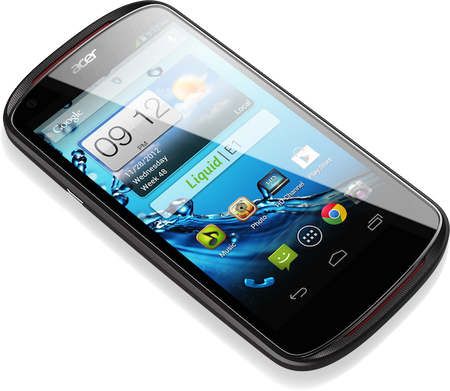 acer
Google
09 12
PM
Local
11/28/2012
Wednesday
Week 48
Liquid E1
Play Store
HD Channel
Photo
Music